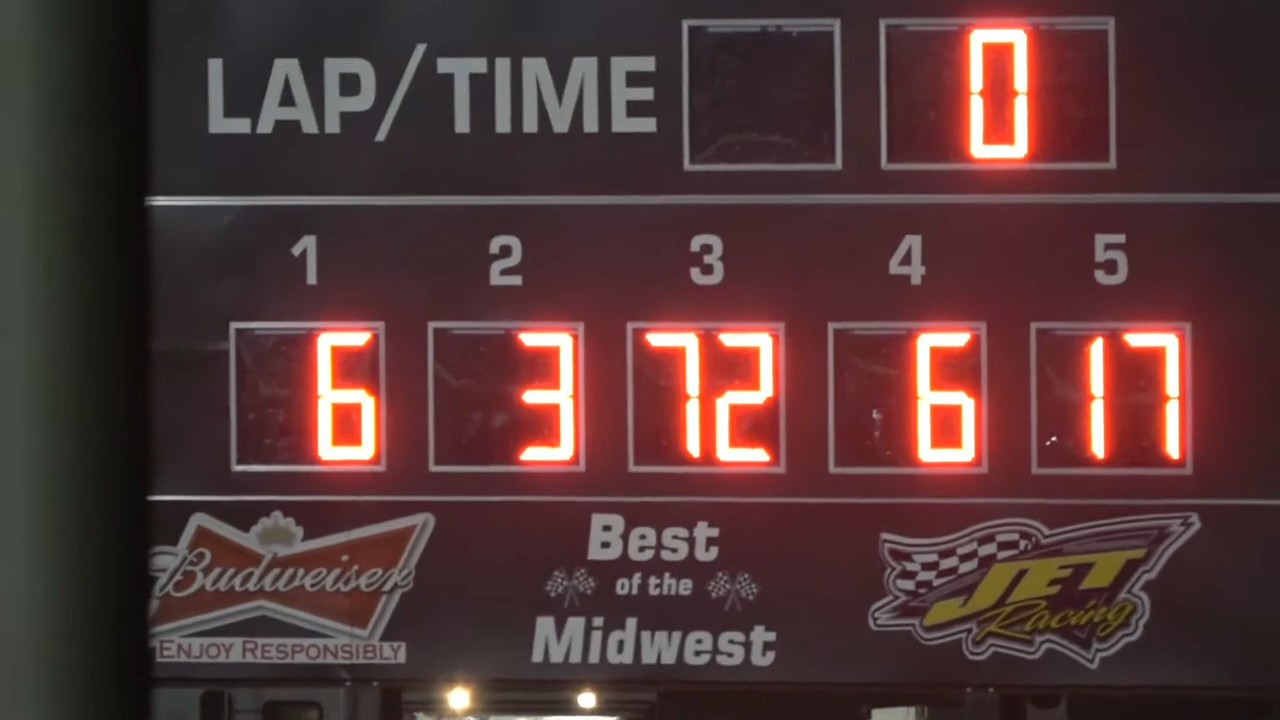 LAP/TIME 0
1 2 3 4 5
6 3 72 6 17
Budweiser
ENJOY RESPONSIBLY
Best
of the
Midwest
JET
Racing